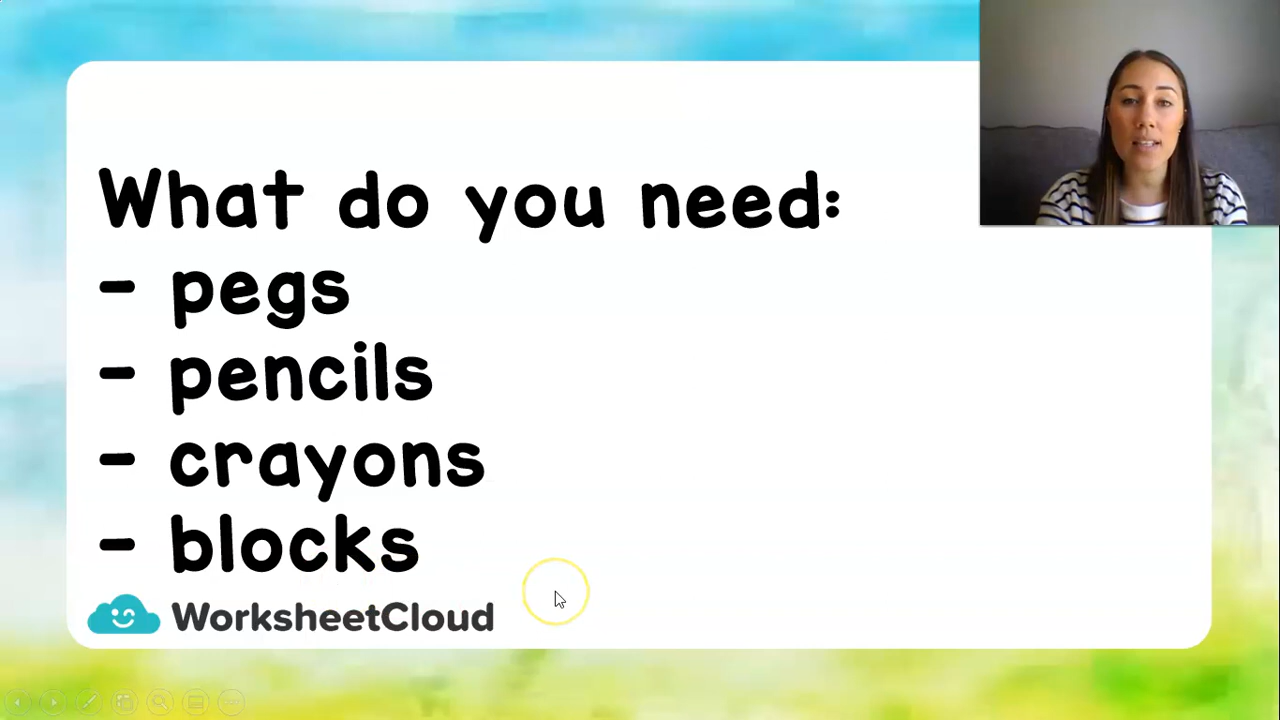 What do you need:
- pegs
- pencils
- crayons
- blocks
WorksheetCloud